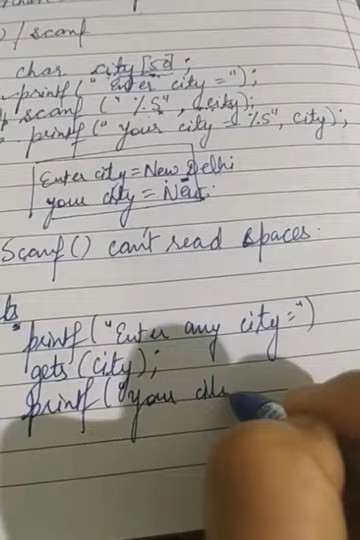 ) / scanf
char city[50];
printf("Enter city =");
scanf("%s", &city);
printf("your city = %s", city);
Enter city = New Delhi
your city = New
Scanf() can't read spaces.
printf("Enter any city=")
gets(city);
printf("your